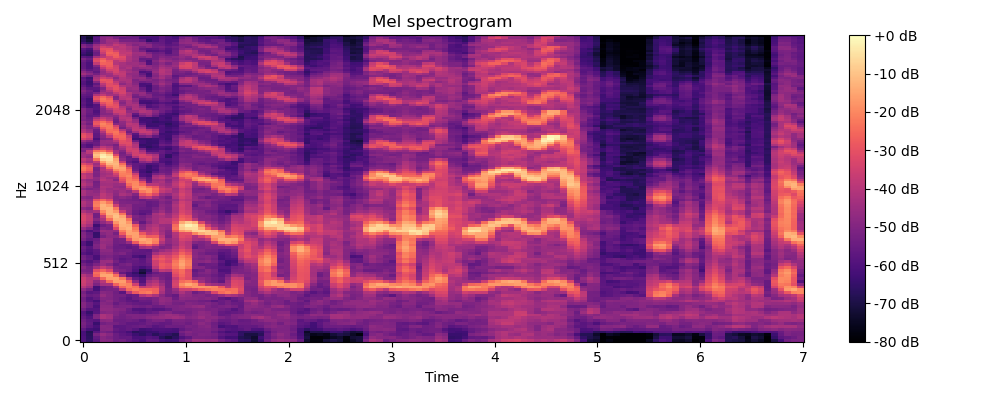 Mel spectrogram
Hz
2048
1024
512
0
0 1 2 3 4 5 6 7
Time
+0 dB
-10 dB
-20 dB
-30 dB
-40 dB
-50 dB
-60 dB
-70 dB
-80 dB